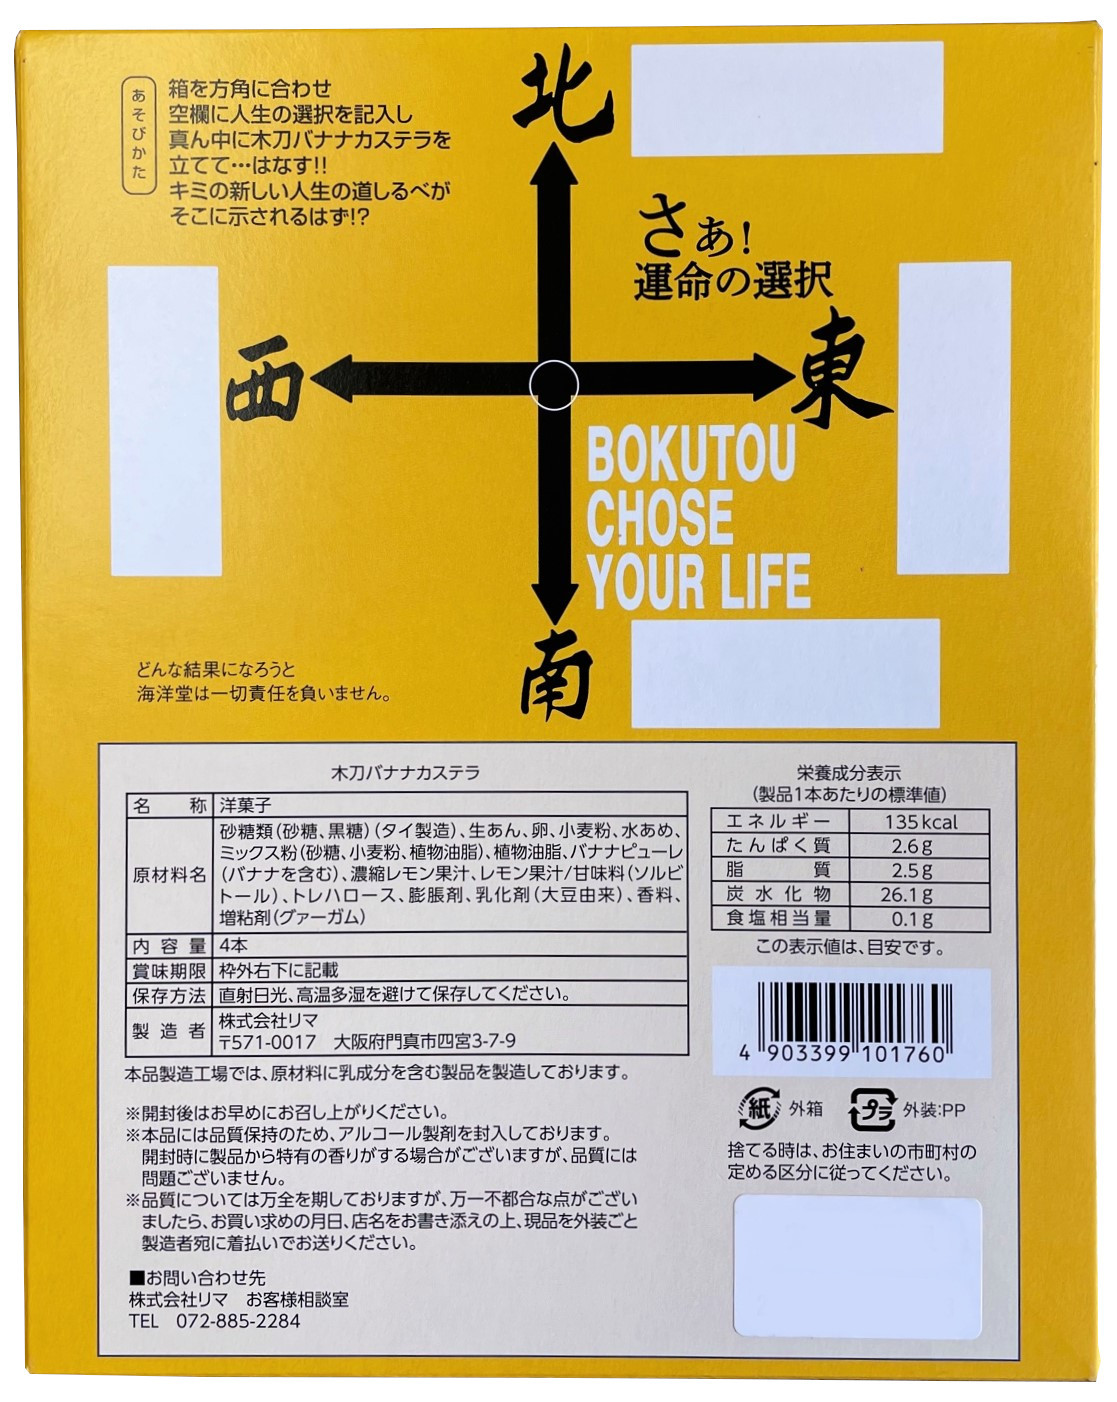 あそびかた
箱を方角に合わせ
空欄に人生の選択を記入し
真ん中に木刀バナナカステラを
立てて…はなす!!
キミの新しい人生の道しるべが
そこに示されるはず!?
北
さぁ!
運命の選択
西
東
BOKUTOU
CHOSE
YOUR LIFE
南
どんな結果になろうと
海洋堂は一切責任を負いません。
木刀バナナカステラ
名 称 洋菓子
原材料名 砂糖類(砂糖、黒糖)(タイ製造)、生あん、卵、小麦粉、水あめ、
ミックス粉(砂糖、小麦粉、植物油脂)、植物油脂、バナナピューレ
(バナナを含む)、濃縮レモン果汁、レモン果汁/甘味料(ソルビ
トール)、トレハロース、膨脹剤、乳化剤(大豆由来)、香料、
増粘剤(グァーガム)
内容量 4本
賞味期限 枠外右下に記載
保存方法 直射日光、高温多湿を避けて保存してください。
製造者 株式会社リマ
〒571-0017 大阪府門真市四宮3-7-9
本品製造工場では、原材料に乳成分を含む製品を製造しております。
※開封後はお早めにお召し上がりください。
※本品には品質保持のため、アルコール製剤を封入しております。
開封時に製品から特有の香りがする場合がございますが、品質には
問題ございません。
※品質については万全を期しておりますが、万一不都合な点がござい
ましたら、お買い求めの月日、店名をお書き添えの上、現品を外装ごと
製造者宛に着払いでお送りください。
■お問い合わせ先
株式会社リマ お客様相談室
TEL 072-885-2284
栄養成分表示
(製品1本あたりの標準値)
エネルギー 135kcal
たんぱく質 2.6g
脂質 2.5g
炭水化物 26.1g
食塩相当量 0.1g
この表示値は、目安です。
4 903399 101760
紙 外箱 プラ 外装:PP
捨てる時は、お住まいの市町村の
定める区分に従ってください。